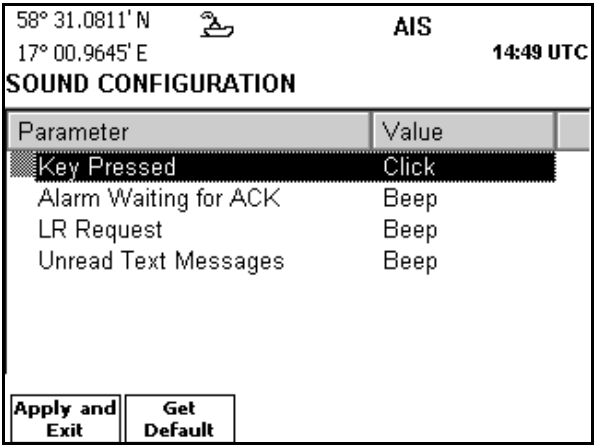 58° 31.0811' N AIS
17° 00.9645' E 14:49 UTC
SOUND CONFIGURATION
Parameter Value
Key Pressed Click
Alarm Waiting for ACK Beep
LR Request Beep
Unread Text Messages Beep
Apply and Exit Get Default